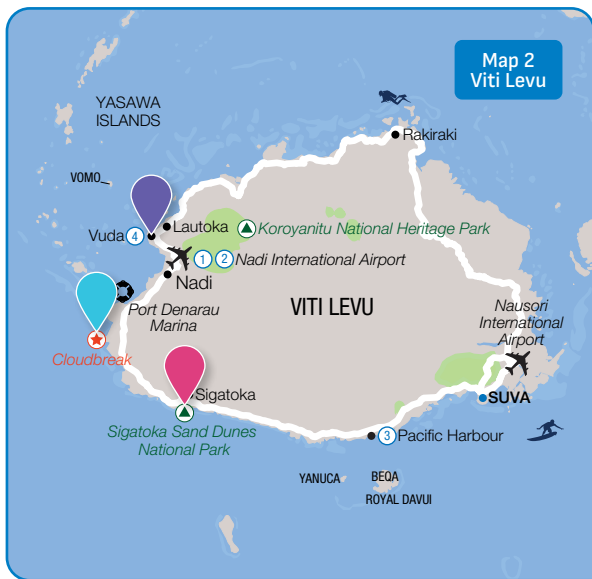 Map 2
Viti Levu
YASAWA
ISLANDS
Rakiraki
VOMO
Lautoka
Vuda 4
Koroyanitu National Heritage Park
1 2 Nadi International Airport
Nadi
Port Denarau
Marina
VITI LEVU
Nausori
International
Airport
Cloudbreak
Sigatoka
SUVA
Sigatoka Sand Dunes
National Park
3 Pacific Harbour
YANUCA
BEQA
ROYAL DAVUI